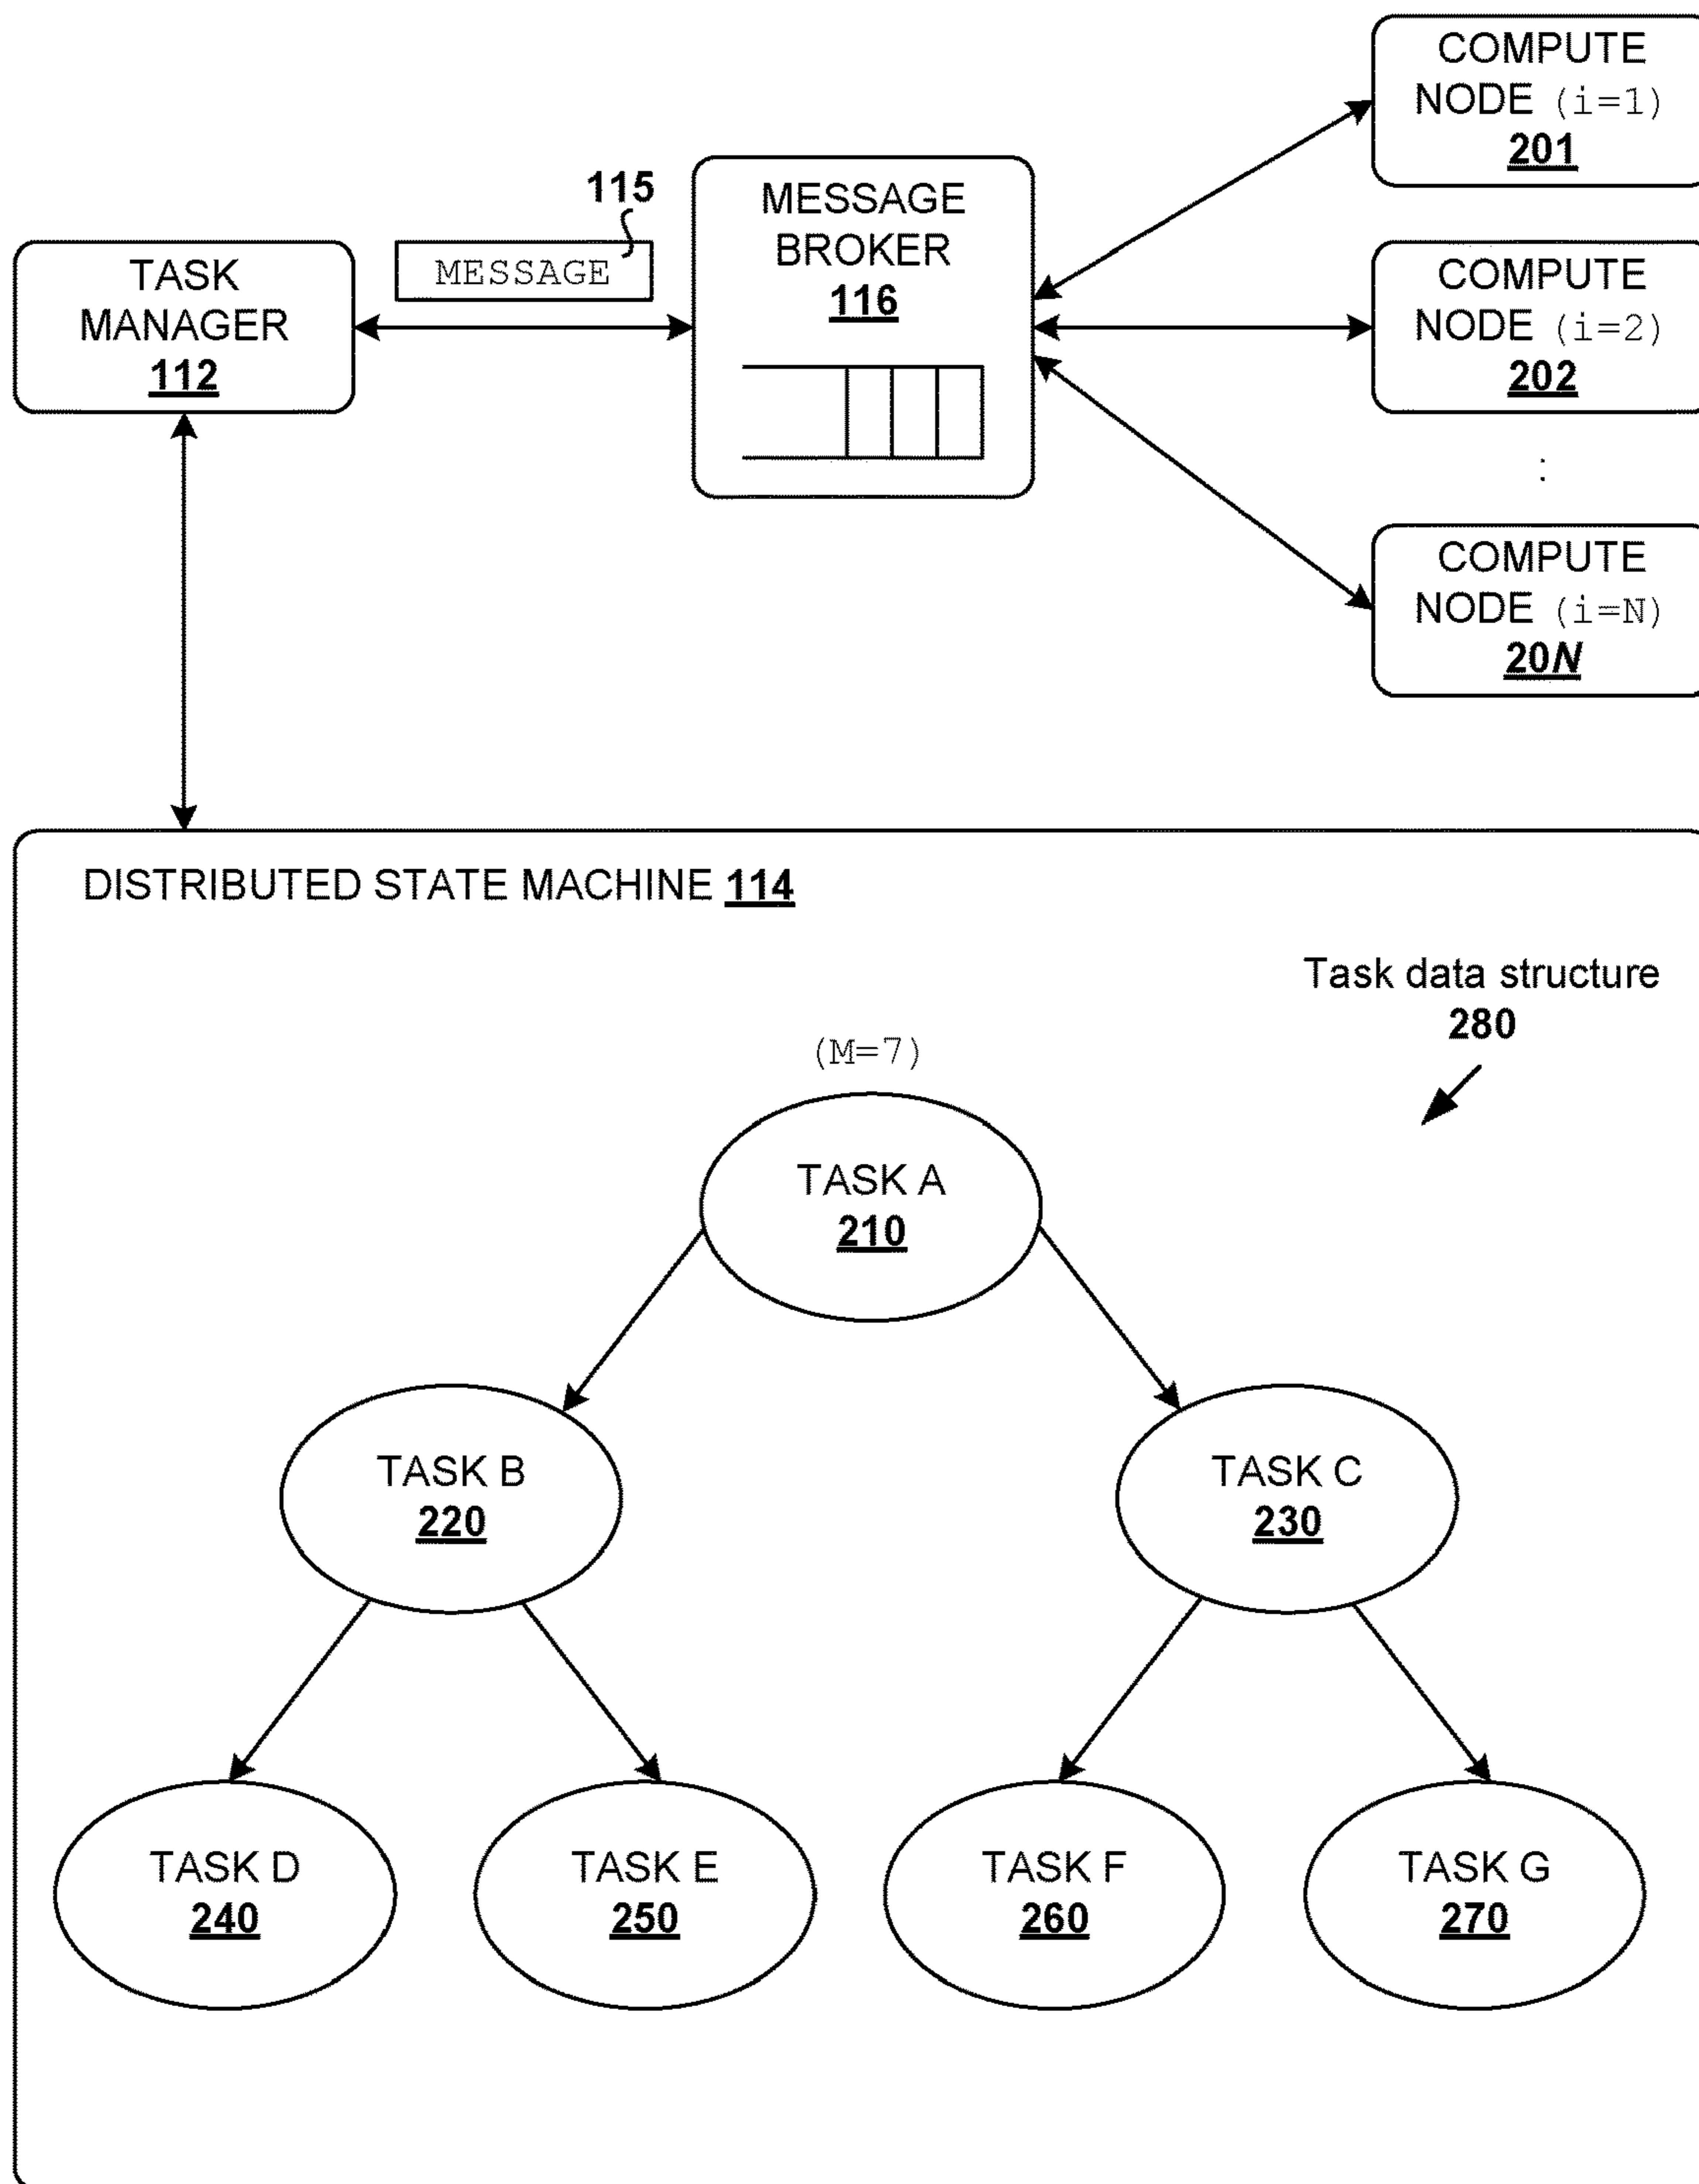 COMPUTE
NODE (i=1)
201
115
MESSAGE
BROKER
116
TASK
MANAGER
112
MESSAGE
COMPUTE
NODE (i=2)
202
:
COMPUTE
NODE (i=N)
20N
DISTRIBUTED STATE MACHINE 114
Task data structure
280
(M=7)
TASK A
210
TASK B
220
TASK C
230
TASK D
240
TASK E
250
TASK F
260
TASK G
270